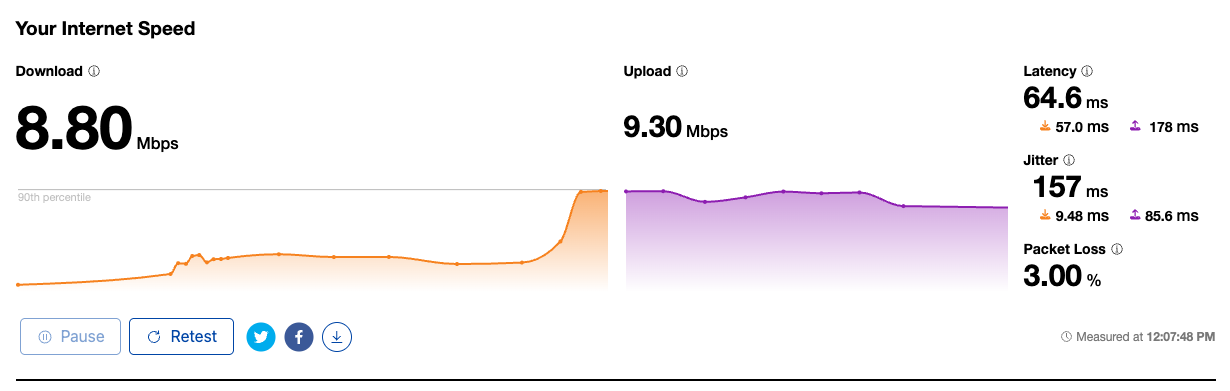 Your Internet Speed
Download
8.80 Mbps
90th percentile
Upload
9.30 Mbps
Latency
64.6 ms
57.0 ms 178 ms
Jitter
157 ms
9.48 ms 85.6 ms
Packet Loss
3.00 %
Pause Retest
Measured at 12:07:48 PM